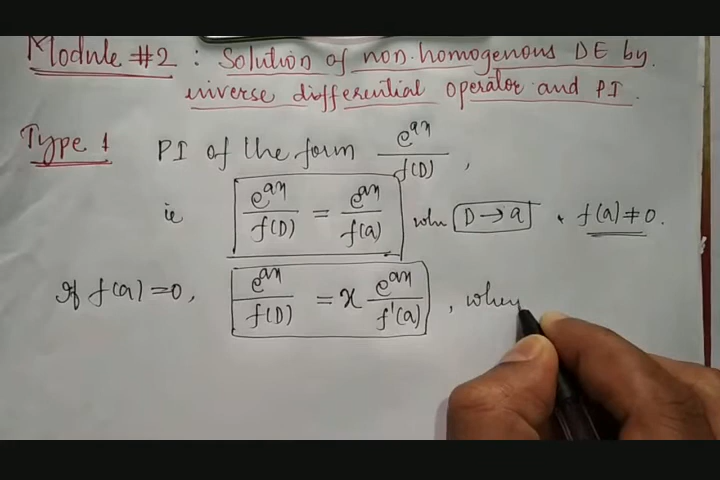 Module #2 : Solution of non-homogenous DE by
inverse differential operator and PI
Type 1 PI of the form e^ax / f(D) ,
ie e^ax / f(D) = e^ax / f(a) when D → a , f(a) ≠ 0.
If f(a) = 0, e^ax / f(D) = x e^ax / f'(a) , when